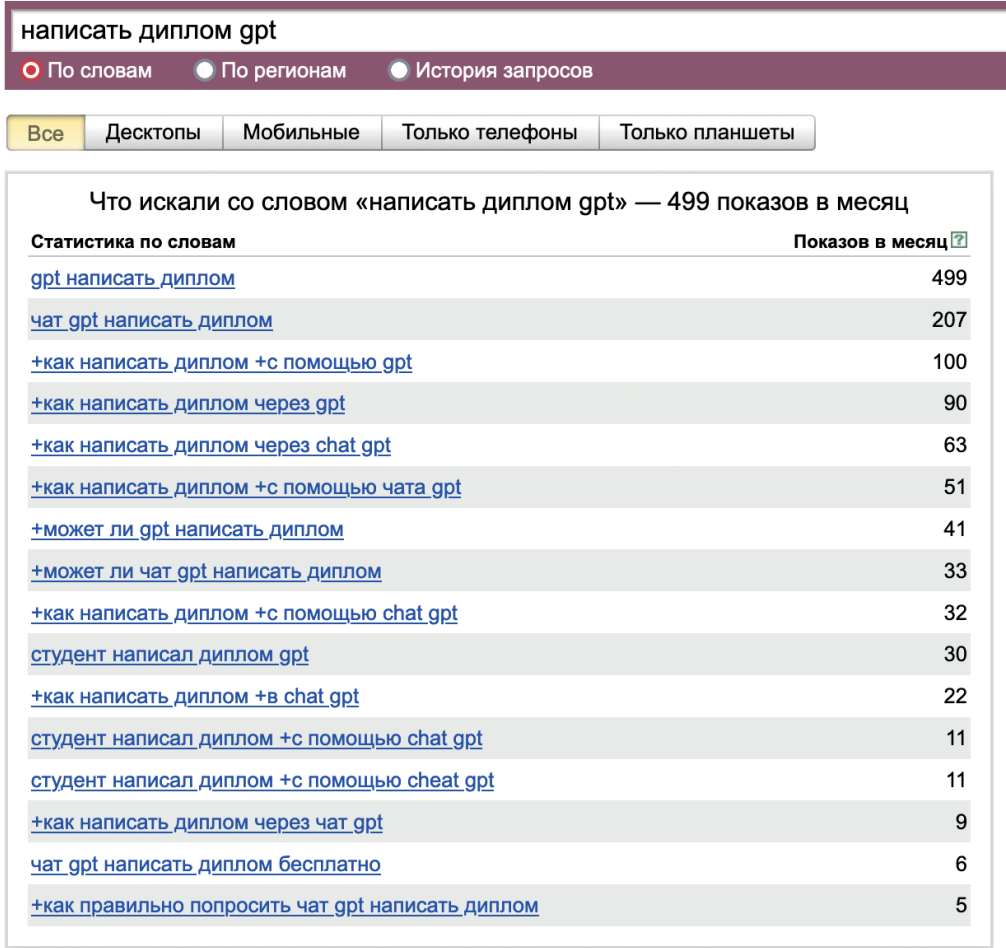 написать диплом gpt
По словам По регионам История запросов
Все Десктопы Мобильные Только телефоны Только планшеты
Что искали со словом «написать диплом gpt» — 499 показов в месяц
Статистика по словам Показов в месяц ?
gpt написать диплом 499
чат gpt написать диплом 207
+как написать диплом +с помощью gpt 100
+как написать диплом через gpt 90
+как написать диплом через chat gpt 63
+как написать диплом +с помощью чата gpt 51
+может ли gpt написать диплом 41
+может ли чат gpt написать диплом 33
+как написать диплом +с помощью chat gpt 32
студент написал диплом gpt 30
+как написать диплом +в chat gpt 22
студент написал диплом +с помощью chat gpt 11
студент написал диплом +с помощью cheat gpt 11
+как написать диплом через чат gpt 9
чат gpt написать диплом бесплатно 6
+как правильно попросить чат gpt написать диплом 5